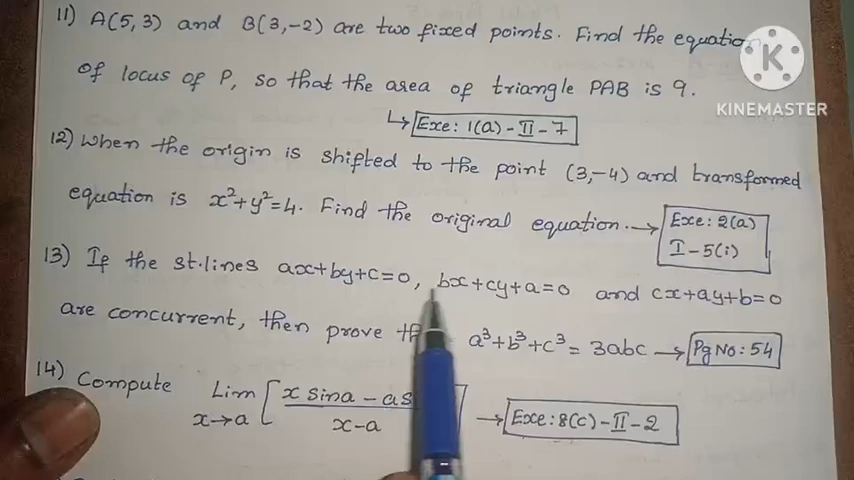 11) A(5,3) and B(3,-2) are two fixed points. Find the equation
of locus of P, so that the area of triangle PAB is 9.
↳ Exe: 1(a)-II-7
12) When the origin is shifted to the point (3,-4) and transformed
equation is x²+y²=4. Find the original equation. → Exe: 2(a)
I-5(i)
13) If the st.lines ax+by+c=0, bx+cy+a=0 and cx+ay+b=0
are concurrent, then prove a³+b³+c³=3abc → Pg No: 54
14) Compute Lim x→a [x sina - a / x-a] → Exe: 8(c)-II-2
K
KINEMASTER